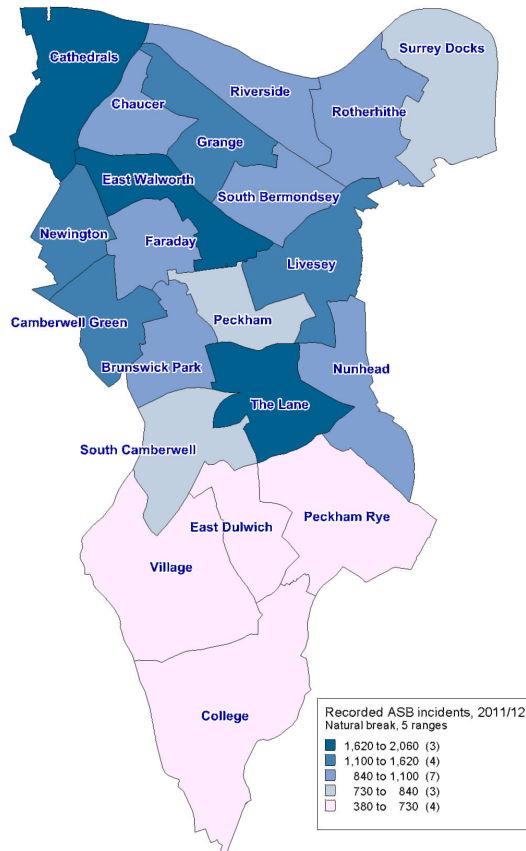 Surrey Docks
Cathedrals
Riverside
Chaucer
Rotherhithe
Grange
East Walworth
South Bermondsey
Newington
Faraday
Livesey
Camberwell Green
Peckham
Brunswick Park
Nunhead
The Lane
South Camberwell
Peckham Rye
East Dulwich
Village
College
Recorded ASB incidents, 2011/12
Natural break, 5 ranges
1,620 to 2,060 (3)
1,100 to 1,620 (4)
840 to 1,100 (7)
730 to 840 (3)
380 to 730 (4)